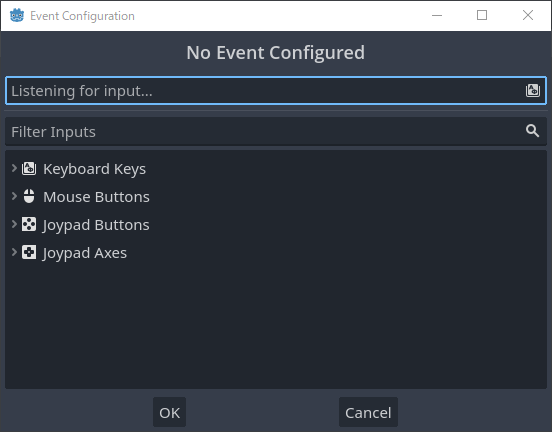 Event Configuration
No Event Configured
Listening for input...
Filter Inputs
Keyboard Keys
Mouse Buttons
Joypad Buttons
Joypad Axes
OK
Cancel